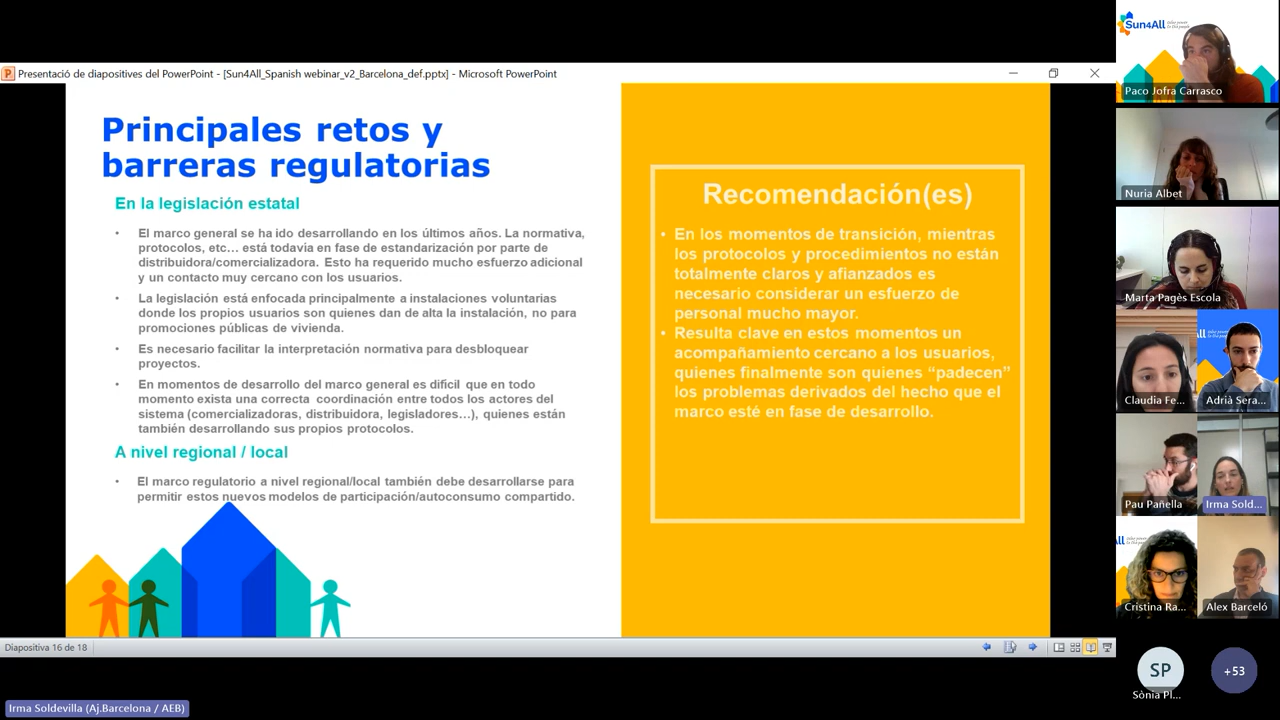 Presentació de diapositives del PowerPoint - [Sun4All_Spanish webinar_v2_Barcelona_def.pptx] - Microsoft PowerPoint
Principales retos y
barreras regulatorias
En la legislación estatal
• El marco general se ha ido desarrollando en los últimos años. La normativa,
protocolos, etc… está todavía en fase de estandarización por parte de
distribuidora/comercializadora. Esto ha requerido mucho esfuerzo adicional
y un contacto muy cercano con los usuarios.
• La legislación está enfocada principalmente a instalaciones voluntarias
donde los propios usuarios son quienes dan de alta la instalación, no para
promociones públicas de vivienda.
• Es necesario facilitar la interpretación normativa para desbloquear
proyectos.
• En momentos de desarrollo del marco general es difícil que en todo
momento exista una correcta coordinación entre todos los actores del
sistema (comercializadoras, distribuidora, legisladores…), quienes están
también desarrollando sus propios protocolos.
A nivel regional / local
• El marco regulatorio a nivel regional/local también debe desarrollarse para
permitir estos nuevos modelos de participación/autoconsumo compartido.
Recomendación(es)
• En los momentos de transición, mientras
los protocolos y procedimientos no están
totalmente claros y afianzados es
necesario considerar un esfuerzo de
personal mucho mayor.
• Resulta clave en estos momentos un
acompañamiento cercano a los usuarios,
quienes finalmente son quienes “padecen”
los problemas derivados del hecho que el
marco esté en fase de desarrollo.
Diapositiva 16 de 18
Irma Soldevilla (Aj.Barcelona / AEB)
Sun4All
Paco Jofra Carrasco
Nuria Albet
Marta Pagès Escola
Claudia Fe...
Adrià Sera...
Pau Pañella
Irma Sold...
All
Cristina Ra...
Alex Barceló
SP
Sònia Pl...
+53